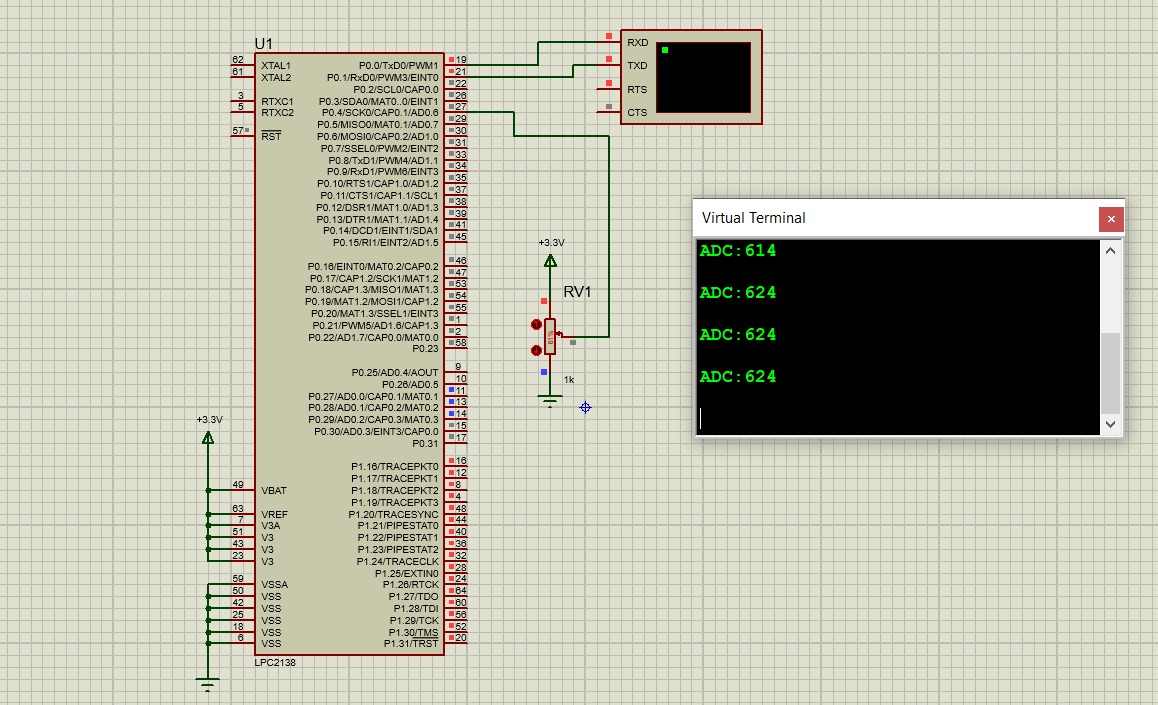 U1
62 XTAL1
61 XTAL2
3 RTXC1
5 RTXC2
57 RST
P0.0/TxD0/PWM1 19
P0.1/RxD0/PWM3/EINT0 21
P0.2/SCL0/CAP0.0 22
P0.3/SDA0/MAT0..0/EINT1 26
P0.4/SCK0/CAP0.1/AD0.6 27
P0.5/MISO0/MAT0.1/AD0.7 29
P0.6/MOSI0/CAP0.2/AD1.0 30
P0.7/SSEL0/PWM2/EINT2 31
P0.8/TxD1/PWM4/AD1.1 33
P0.9/RxD1/PWM6/EINT3 34
P0.10/RTS1/CAP1.0/AD1.2 35
P0.11/CTS1/CAP1.1/SCL1 37
P0.12/DSR1/MAT1.0/AD1.3 38
P0.13/DTR1/MAT1.1/AD1.4 39
P0.14/DCD1/EINT1/SDA1 41
P0.15/RI1/EINT2/AD1.5 45
P0.16/EINT0/MAT0.2/CAP0.2 46
P0.17/CAP1.2/SCK1/MAT1.2 47
P0.18/CAP1.3/MISO1/MAT1.3 53
P0.19/MAT1.2/MOSI1/CAP1.2 54
P0.20/MAT1.3/SSEL1/EINT3 55
P0.21/PWM5/AD1.6/CAP1.3 1
P0.22/AD1.7/CAP0.0/MAT0.0 2
P0.23 58
P0.25/AD0.4/AOUT 9
P0.26/AD0.5 10
P0.27/AD0.0/CAP0.1/MAT0.1 11
P0.28/AD0.1/CAP0.2/MAT0.2 13
P0.29/AD0.2/CAP0.3/MAT0.3 14
P0.30/AD0.3/EINT3/CAP0.0 15
P0.31 17
P1.16/TRACEPKT0 16
P1.17/TRACEPKT1 12
P1.18/TRACEPKT2 8
P1.19/TRACEPKT3 4
P1.20/TRACESYNC 48
P1.21/PIPESTAT0 44
P1.22/PIPESTAT1 40
P1.23/PIPESTAT2 36
P1.24/TRACECLK 32
P1.25/EXTIN0 28
P1.26/RTCK 24
P1.27/TDO 64
P1.28/TDI 60
P1.29/TCK 56
P1.30/TMS 52
P1.31/TRST 20
+3.3V
49 VBAT
63 VREF
7 V3A
51 V3
43 V3
23 V3
59 VSSA
50 VSS
42 VSS
25 VSS
18 VSS
6 VSS
LPC2138
RXD
TXD
RTS
CTS
+3.3V
RV1
61%
1k
Virtual Terminal
ADC:614
ADC:624
ADC:624
ADC:624